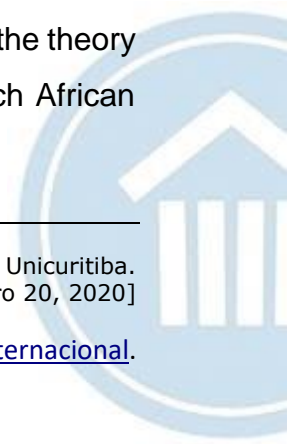 the theory
ch African
Unicuritiba.
ro 20, 2020]
ternacional.